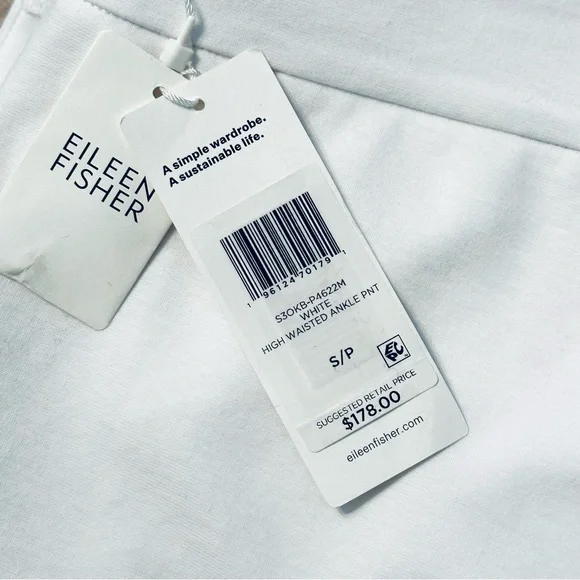 EILEEN
FISHER
A simple wardrobe.
A sustainable life.
1 96124 70179 1
S3OKB-P4622M
WHITE
HIGH WAISTED ANKLE PNT
S/P
SUGGESTED RETAIL PRICE
$178.00
eileenfisher.com